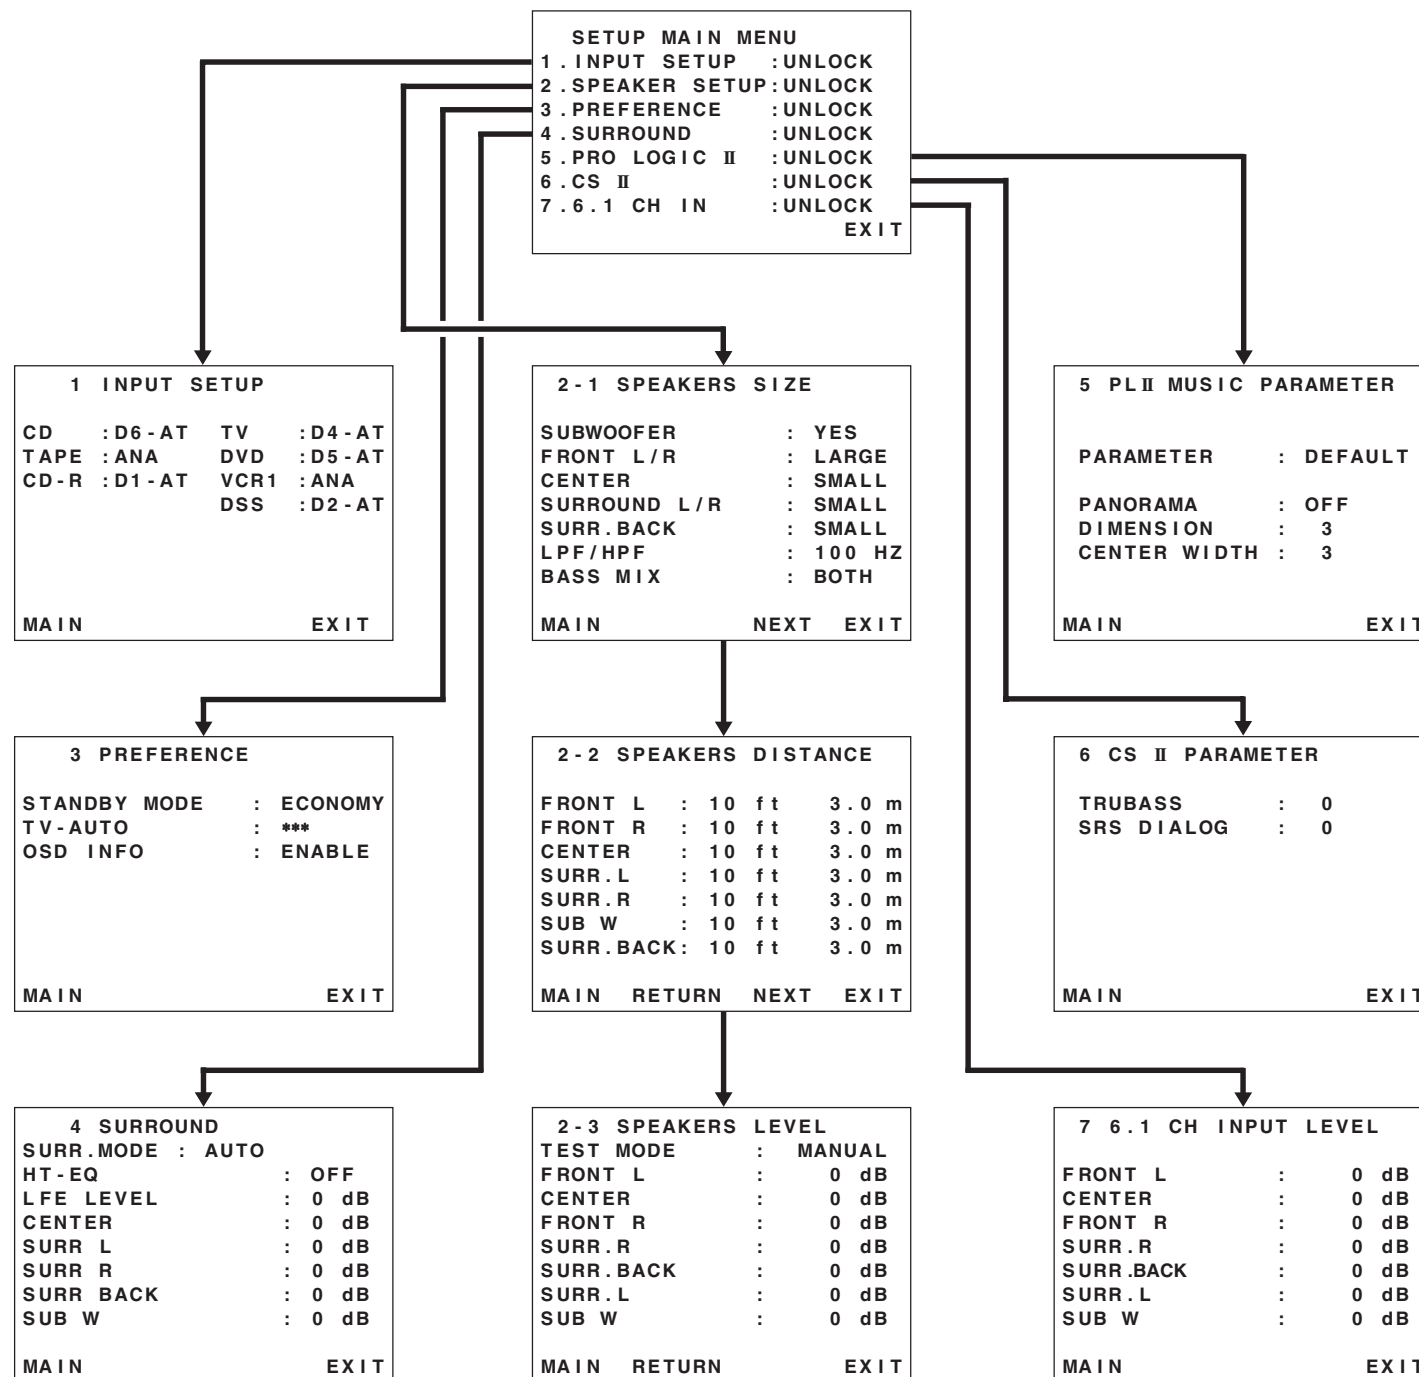 SETUP MAIN MENU
1.INPUT SETUP :UNLOCK
2.SPEAKER SETUP:UNLOCK
3.PREFERENCE :UNLOCK
4.SURROUND :UNLOCK
5.PRO LOGIC II :UNLOCK
6.CS II :UNLOCK
7.6.1 CH IN :UNLOCK
EXIT
1 INPUT SETUP
CD :D6-AT TV :D4-AT
TAPE :ANA DVD :D5-AT
CD-R :D1-AT VCR1 :ANA
DSS :D2-AT
MAIN EXIT
2-1 SPEAKERS SIZE
SUBWOOFER : YES
FRONT L/R : LARGE
CENTER : SMALL
SURROUND L/R : SMALL
SURR.BACK : SMALL
LPF/HPF : 100 HZ
BASS MIX : BOTH
MAIN NEXT EXIT
5 PLII MUSIC PARAMETER
PARAMETER : DEFAULT
PANORAMA : OFF
DIMENSION : 3
CENTER WIDTH : 3
MAIN EXIT
3 PREFERENCE
STANDBY MODE : ECONOMY
TV-AUTO : ***
OSD INFO : ENABLE
MAIN EXIT
2-2 SPEAKERS DISTANCE
FRONT L : 10 ft 3.0 m
FRONT R : 10 ft 3.0 m
CENTER : 10 ft 3.0 m
SURR.L : 10 ft 3.0 m
SURR.R : 10 ft 3.0 m
SUB W : 10 ft 3.0 m
SURR.BACK: 10 ft 3.0 m
MAIN RETURN NEXT EXIT
6 CS II PARAMETER
TRUBASS : 0
SRS DIALOG : 0
MAIN EXIT
4 SURROUND
SURR.MODE : AUTO
HT-EQ : OFF
LFE LEVEL : 0 dB
CENTER : 0 dB
SURR L : 0 dB
SURR R : 0 dB
SURR BACK : 0 dB
SUB W : 0 dB
MAIN EXIT
2-3 SPEAKERS LEVEL
TEST MODE : MANUAL
FRONT L : 0 dB
CENTER : 0 dB
FRONT R : 0 dB
SURR.R : 0 dB
SURR.BACK : 0 dB
SURR.L : 0 dB
SUB W : 0 dB
MAIN RETURN EXIT
7 6.1 CH INPUT LEVEL
FRONT L : 0 dB
CENTER : 0 dB
FRONT R : 0 dB
SURR.R : 0 dB
SURR.BACK : 0 dB
SURR.L : 0 dB
SUB W : 0 dB
MAIN EXIT